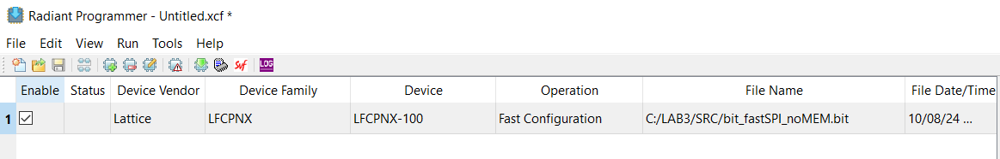 Radiant Programmer - Untitled.xcf *
File Edit View Run Tools Help
Svf LOG
Enable Status Device Vendor Device Family Device Operation File Name File Date/Time
1 Lattice LFCPNX LFCPNX-100 Fast Configuration C:/LAB3/SRC/bit_fastSPI_noMEM.bit 10/08/24 ...